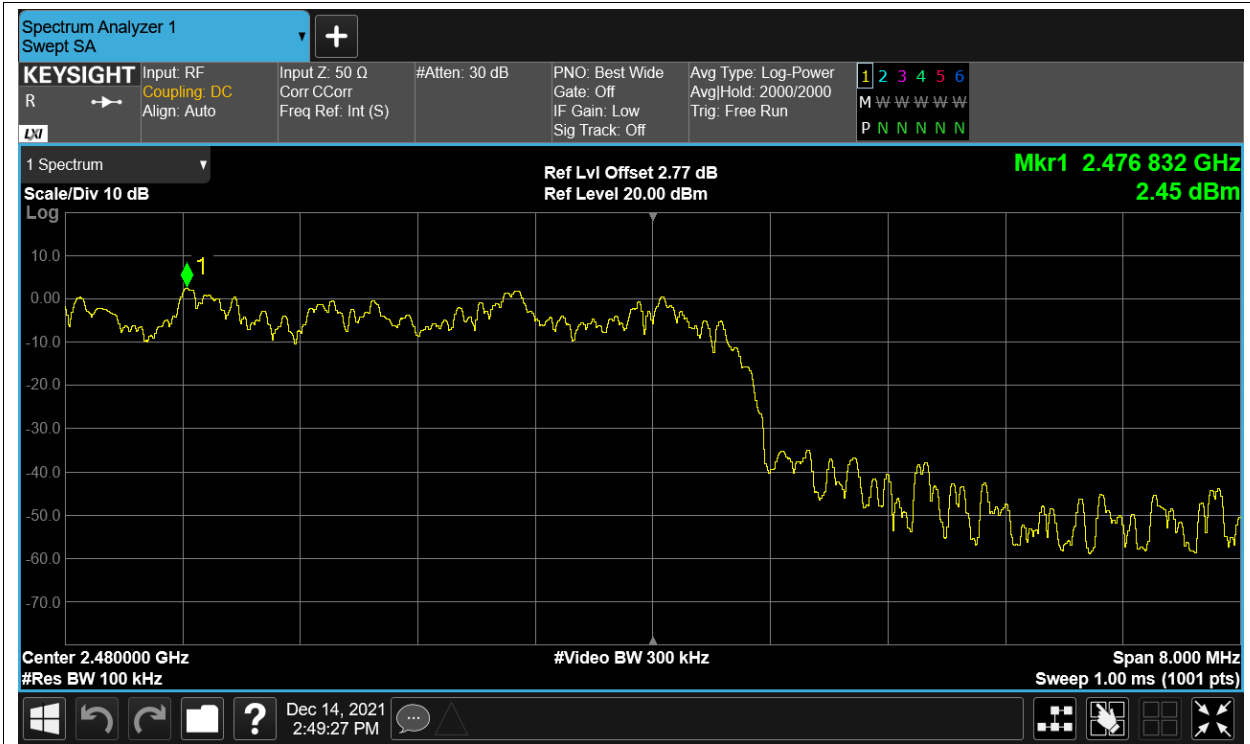 Spectrum Analyzer 1
Swept SA
KEYSIGHT
R
LXI
Input: RF
Coupling: DC
Align: Auto
Input Z: 50 Ω
Corr CCorr
Freq Ref: Int (S)
#Atten: 30 dB
PNO: Best Wide
Gate: Off
IF Gain: Low
Sig Track: Off
Avg Type: Log-Power
Avg|Hold: 2000/2000
Trig: Free Run
1 2 3 4 5 6
M W W W W W
P N N N N N
1 Spectrum
Scale/Div 10 dB
Log
Ref Lvl Offset 2.77 dB
Ref Level 20.00 dBm
Mkr1 2.476 832 GHz
2.45 dBm
10.0
1
0.00
-10.0
-20.0
-30.0
-40.0
-50.0
-60.0
-70.0
Center 2.480000 GHz
#Res BW 100 kHz
#Video BW 300 kHz
Span 8.000 MHz
Sweep 1.00 ms (1001 pts)
?
Dec 14, 2021
2:49:27 PM